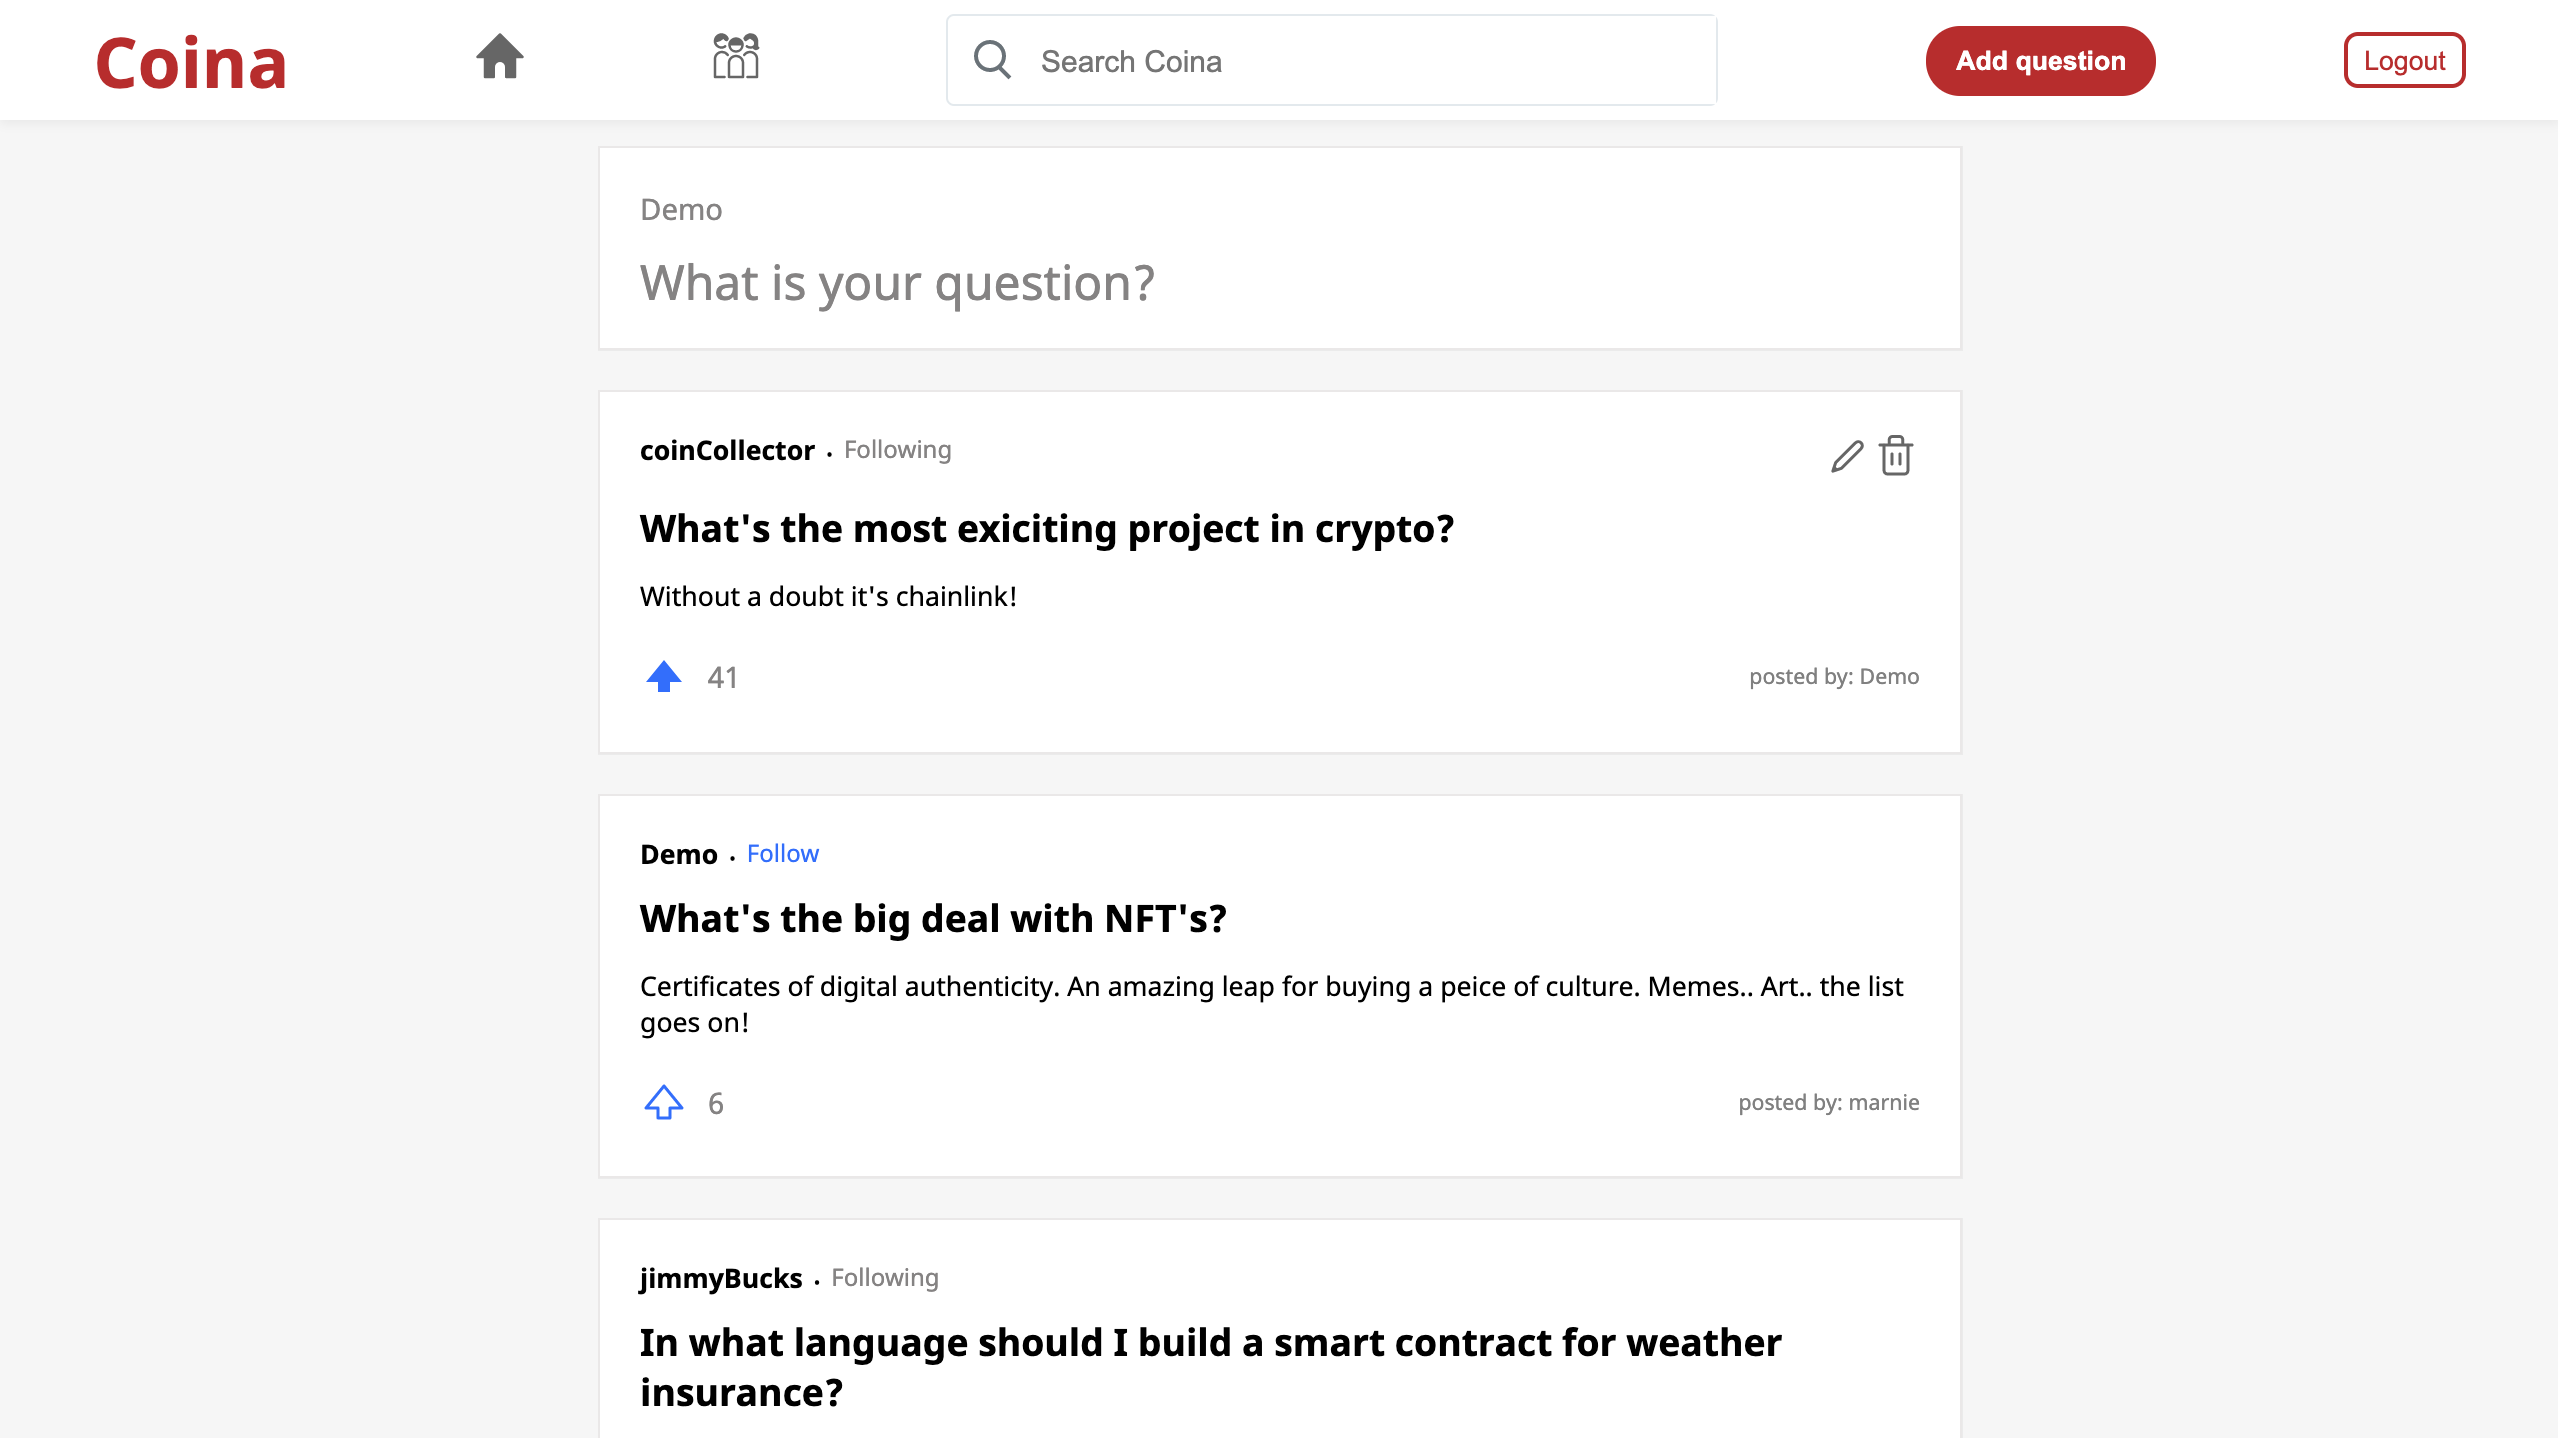 Coina
Search Coina
Add question
Logout
Demo
What is your question?
coinCollector . Following
What's the most exiciting project in crypto?
Without a doubt it's chainlink!
41
posted by: Demo
Demo . Follow
What's the big deal with NFT's?
Certificates of digital authenticity. An amazing leap for buying a peice of culture. Memes.. Art.. the list
goes on!
6
posted by: marnie
jimmyBucks . Following
In what language should I build a smart contract for weather
insurance?